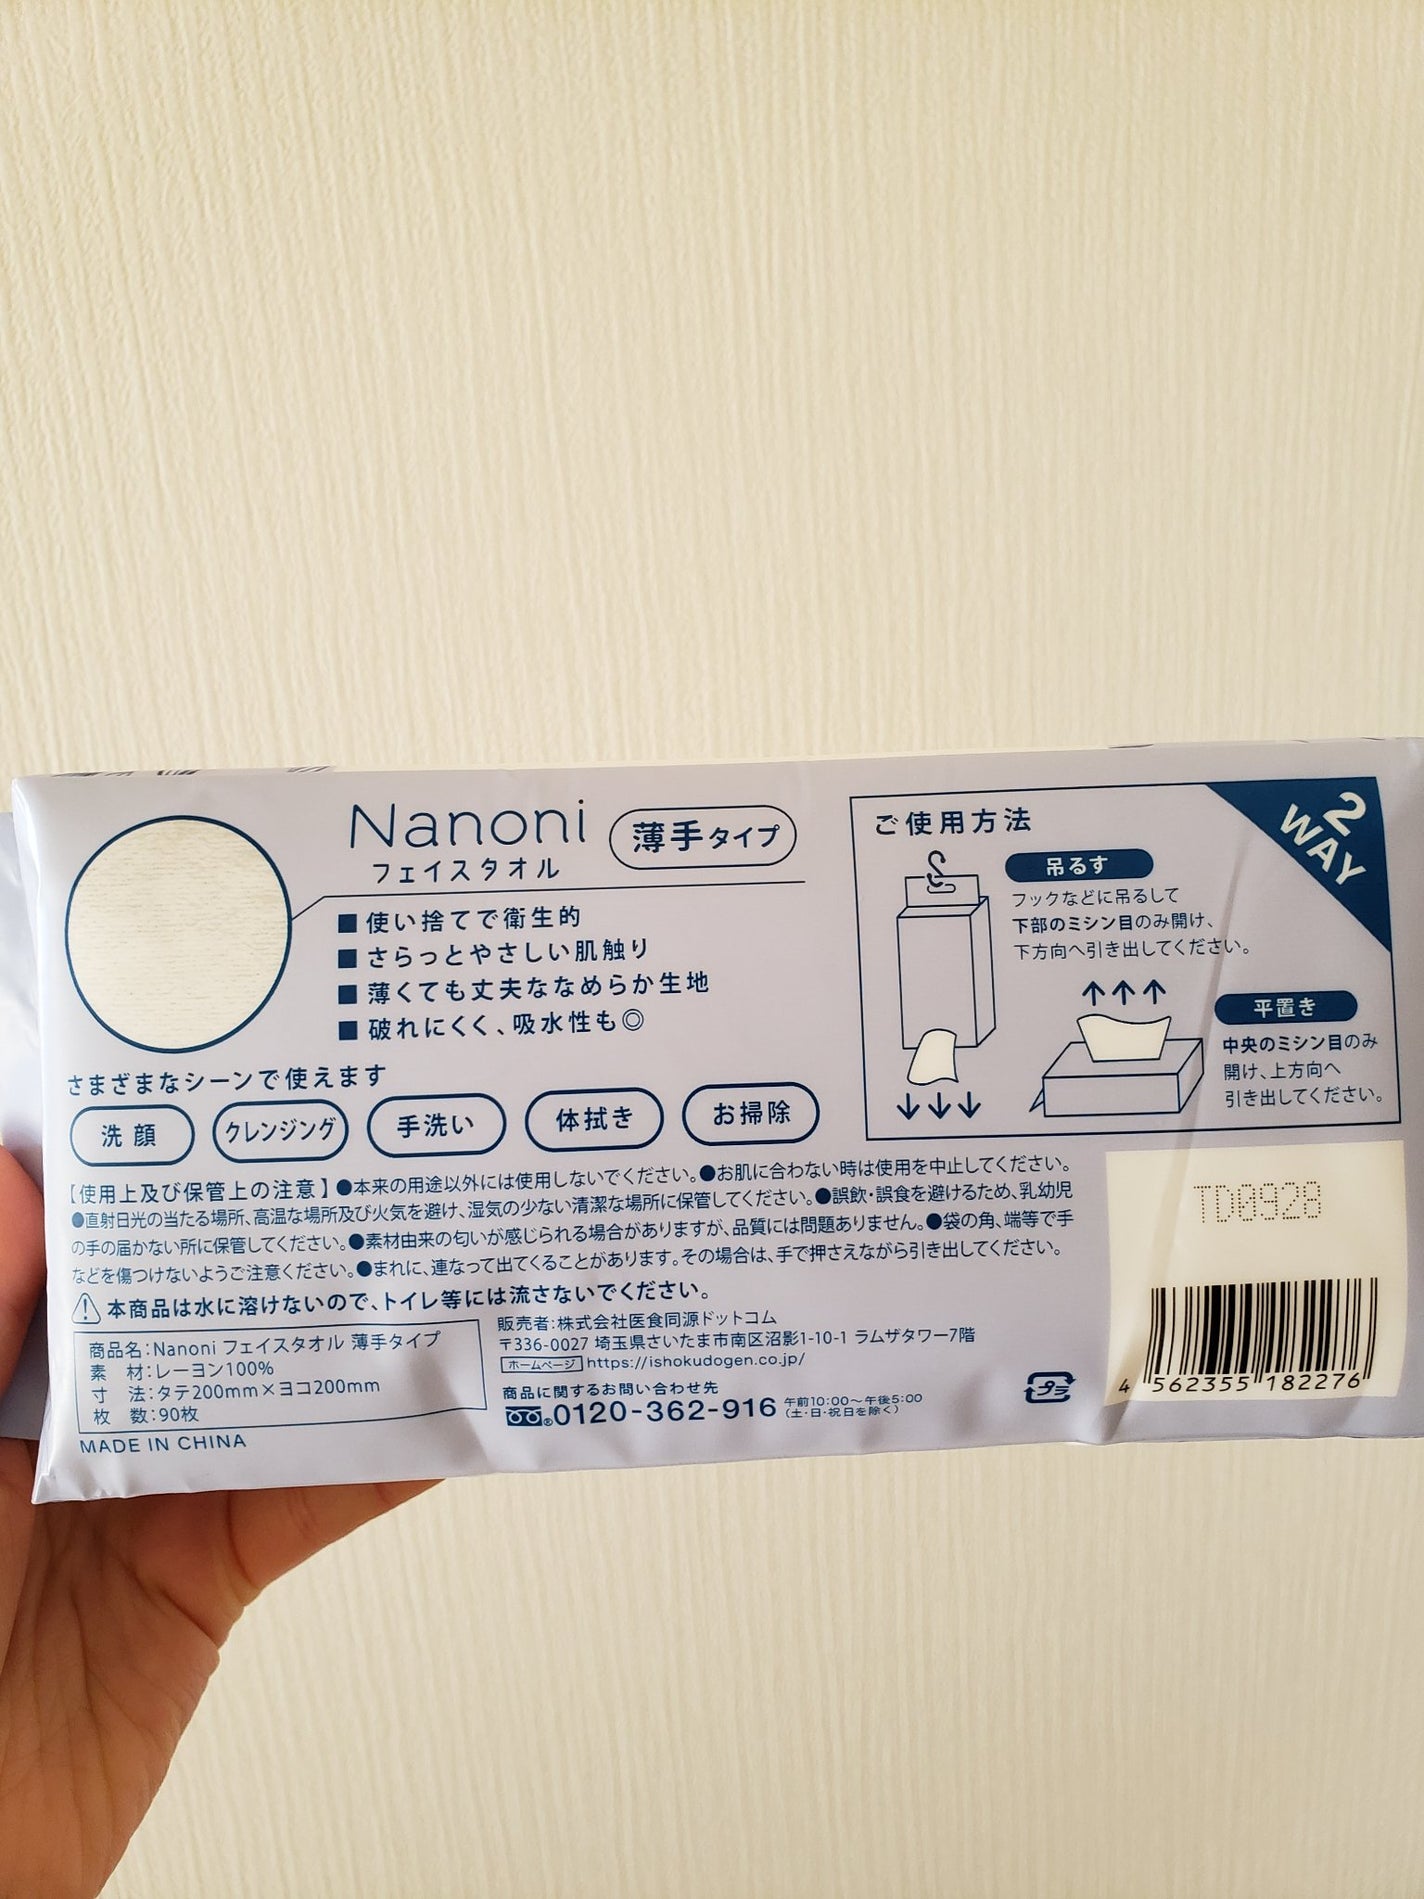 Nanoni
フェイスタオル
薄手タイプ
■ 使い捨てで衛生的
■ さらっとやさしい肌触り
■ 薄くても丈夫ななめらか生地
■ 破れにくく、吸水性も◎
さまざまなシーンで使えます
洗顔
クレンジング
手洗い
体拭き
お掃除
ご使用方法
2
WAY
吊るす
フックなどに吊るして
下部のミシン目のみ開け、
下方向へ引き出してください。
平置き
中央のミシン目のみ
開け、上方向へ
引き出してください。
【使用上及び保管上の注意】●本来の用途以外には使用しないでください。●お肌に合わない時は使用を中止してください。
●直射日光の当たる場所、高温な場所及び火気を避け、湿気の少ない清潔な場所に保管してください。●誤飲・誤食を避けるため、乳幼児
の手の届かない所に保管してください。●素材由来の匂いが感じられる場合がありますが、品質には問題ありません。●袋の角、端等で手
などを傷つけないようご注意ください。●まれに、連なって出てくることがあります。その場合は、手で押さえながら引き出してください。
本商品は水に溶けないので、トイレ等には流さないでください。
商品名:Nanoni フェイスタオル 薄手タイプ
素 材:レーヨン100%
寸 法:タテ200mm×ヨコ200mm
枚 数:90枚
MADE IN CHINA
販売者:株式会社医食同源ドットコム
〒336-0027 埼玉県さいたま市南区沼影1-10-1 ラムザタワー7階
ホームページ https://ishokudogen.co.jp/
商品に関するお問い合わせ先
®0120-362-916 午前10:00～午後5:00
(土・日・祝日を除く)
プラ
TD0928
4 562355 182276